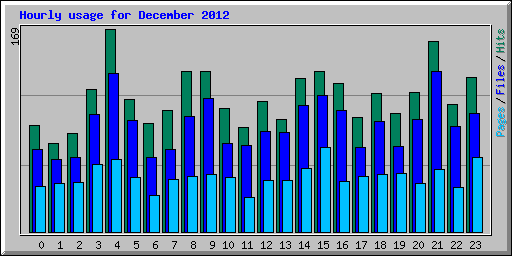 Hourly usage for December 2012
169
Pages / Files / Hits
0 1 2 3 4 5 6 7 8 9 10 11 12 13 14 15 16 17 18 19 20 21 22 23